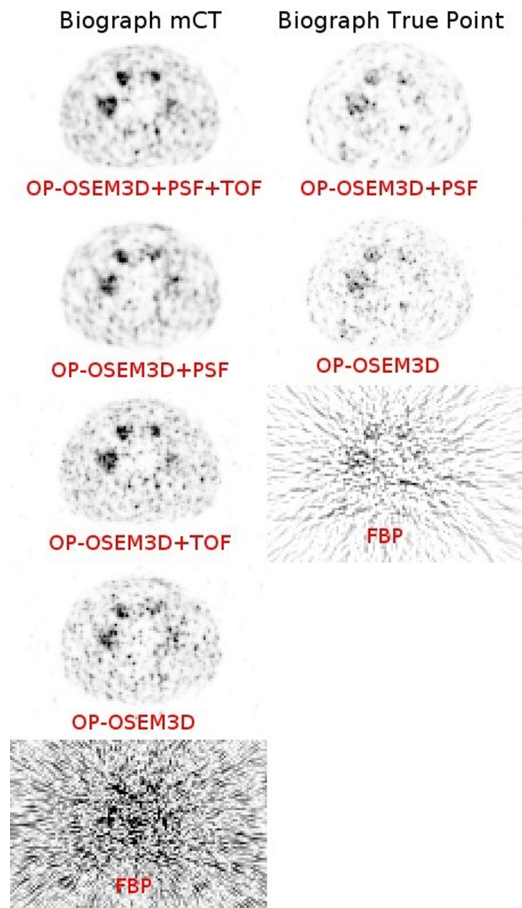 Biograph mCT
Biograph True Point
OP-OSEM3D+PSF+TOF
OP-OSEM3D+PSF
OP-OSEM3D+PSF
OP-OSEM3D
OP-OSEM3D+TOF
FBP
OP-OSEM3D
FBP